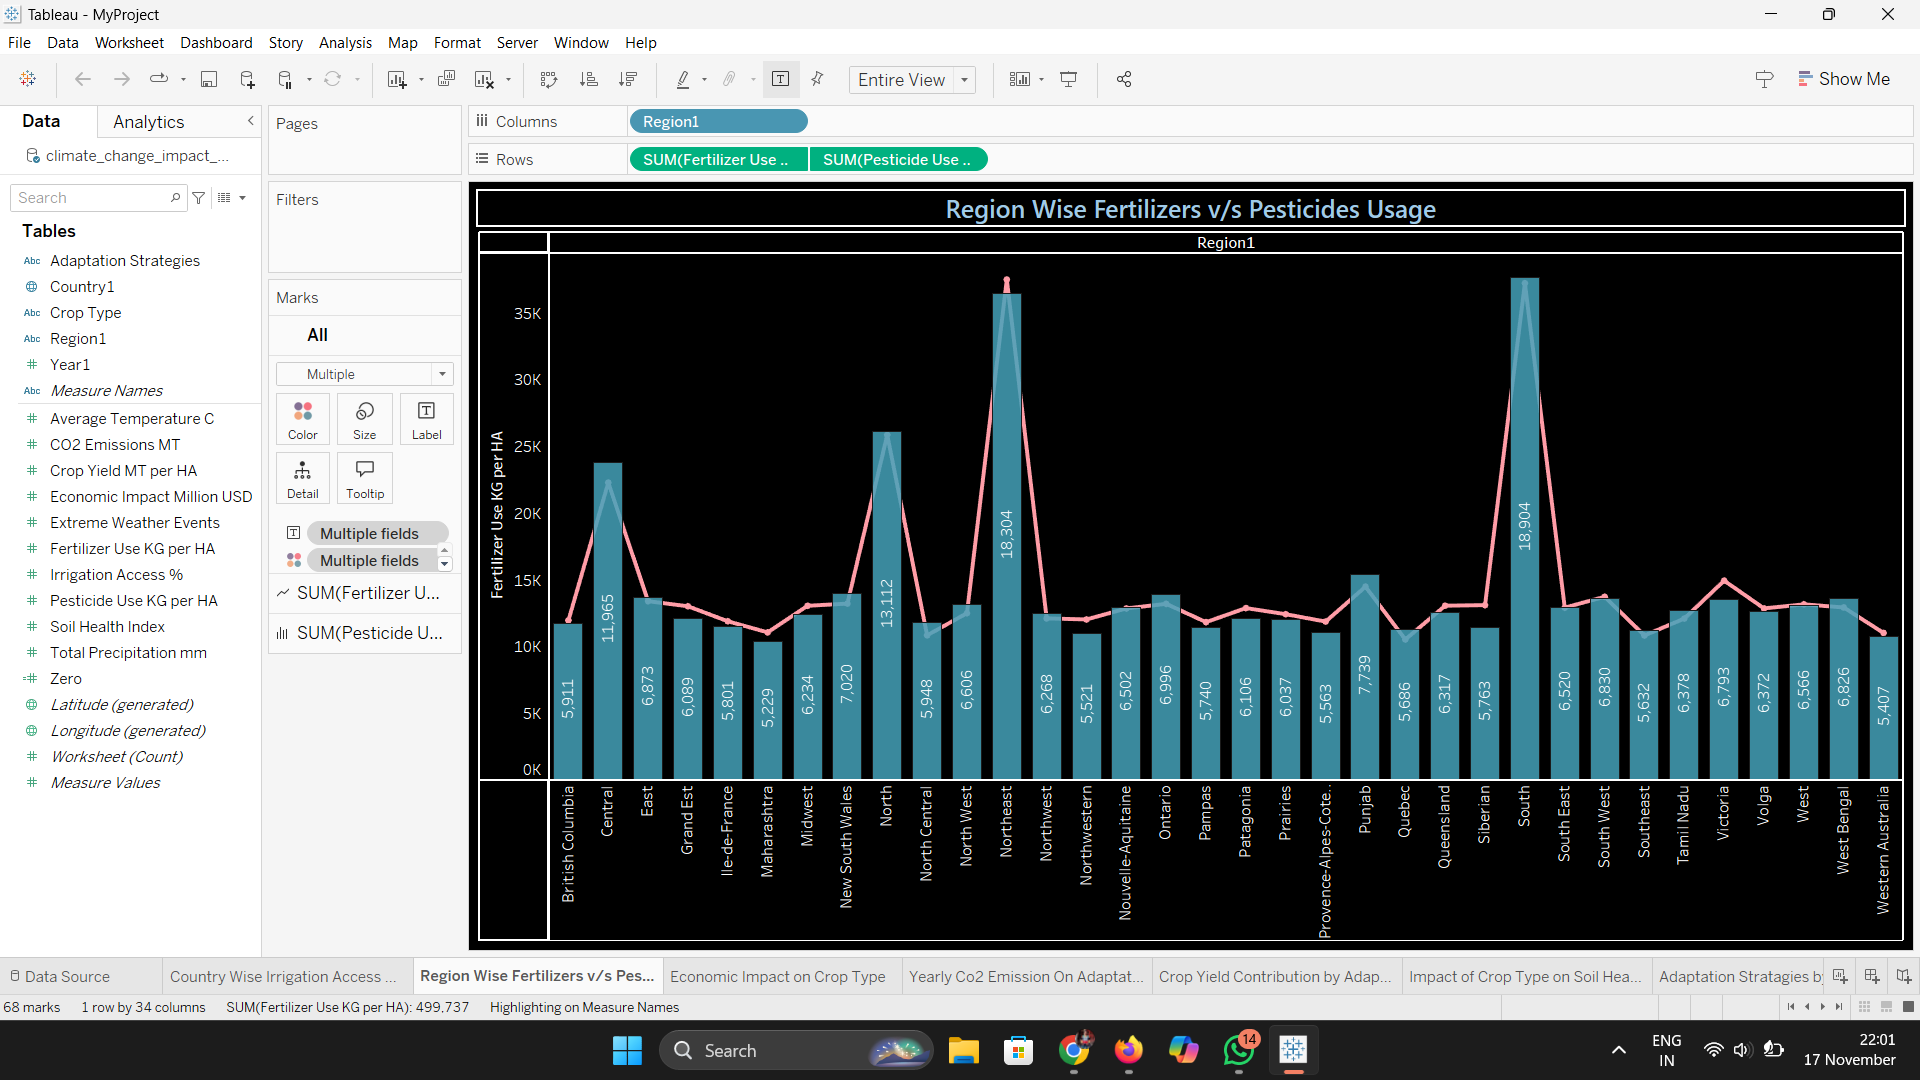 Tableau - MyProject
File Data Worksheet Dashboard Story Analysis Map Format Server Window Help
Entire View
Show Me
Data
Analytics
climate_change_impact_...
Search
Tables
Adaptation Strategies
Country1
Crop Type
Region1
Year1
Measure Names
Average Temperature C
CO2 Emissions MT
Crop Yield MT per HA
Economic Impact Million USD
Extreme Weather Events
Fertilizer Use KG per HA
Irrigation Access %
Pesticide Use KG per HA
Soil Health Index
Total Precipitation mm
Zero
Latitude (generated)
Longitude (generated)
Worksheet (Count)
Measure Values
Abc
Abc
Abc
Abc
Pages
Filters
Marks
All
Multiple
Color
Size
Label
Detail
Tooltip
Multiple fields
Multiple fields
SUM(Fertilizer U...
SUM(Pesticide U...
Columns
Region1
Rows
SUM(Fertilizer Use ..
SUM(Pesticide Use ..
Region Wise Fertilizers v/s Pesticides Usage
Region1
Fertilizer Use KG per HA
35K
30K
25K
20K
15K
10K
5K
0K
5,911
11,965
6,873
6,089
5,801
5,229
6,234
7,020
13,112
5,948
6,606
18,304
6,268
5,521
6,502
6,996
5,740
6,106
6,037
5,563
7,739
5,686
6,317
5,763
18,904
6,520
6,830
5,632
6,378
6,793
6,372
6,566
6,826
5,407
British Columbia
Central
East
Grand Est
Ile-de-France
Maharashtra
Midwest
New South Wales
North
North Central
North West
Northeast
Northwest
Northwestern
Nouvelle-Aquitaine
Ontario
Pampas
Patagonia
Prairies
Provence-Alpes-Cote..
Punjab
Quebec
Queensland
Siberian
South
South East
South West
Southeast
Tamil Nadu
Victoria
Volga
West
West Bengal
Western Australia
Data Source
Country Wise Irrigation Access ...
Region Wise Fertilizers v/s Pes...
Economic Impact on Crop Type
Yearly Co2 Emission On Adaptat...
Crop Yield Contribution by Adap...
Impact of Crop Type on Soil Hea...
Adaptation Stratagies by
68 marks
1 row by 34 columns
SUM(Fertilizer Use KG per HA): 499,737
Highlighting on Measure Names
Search
14
ENG
IN
22:01
17 November